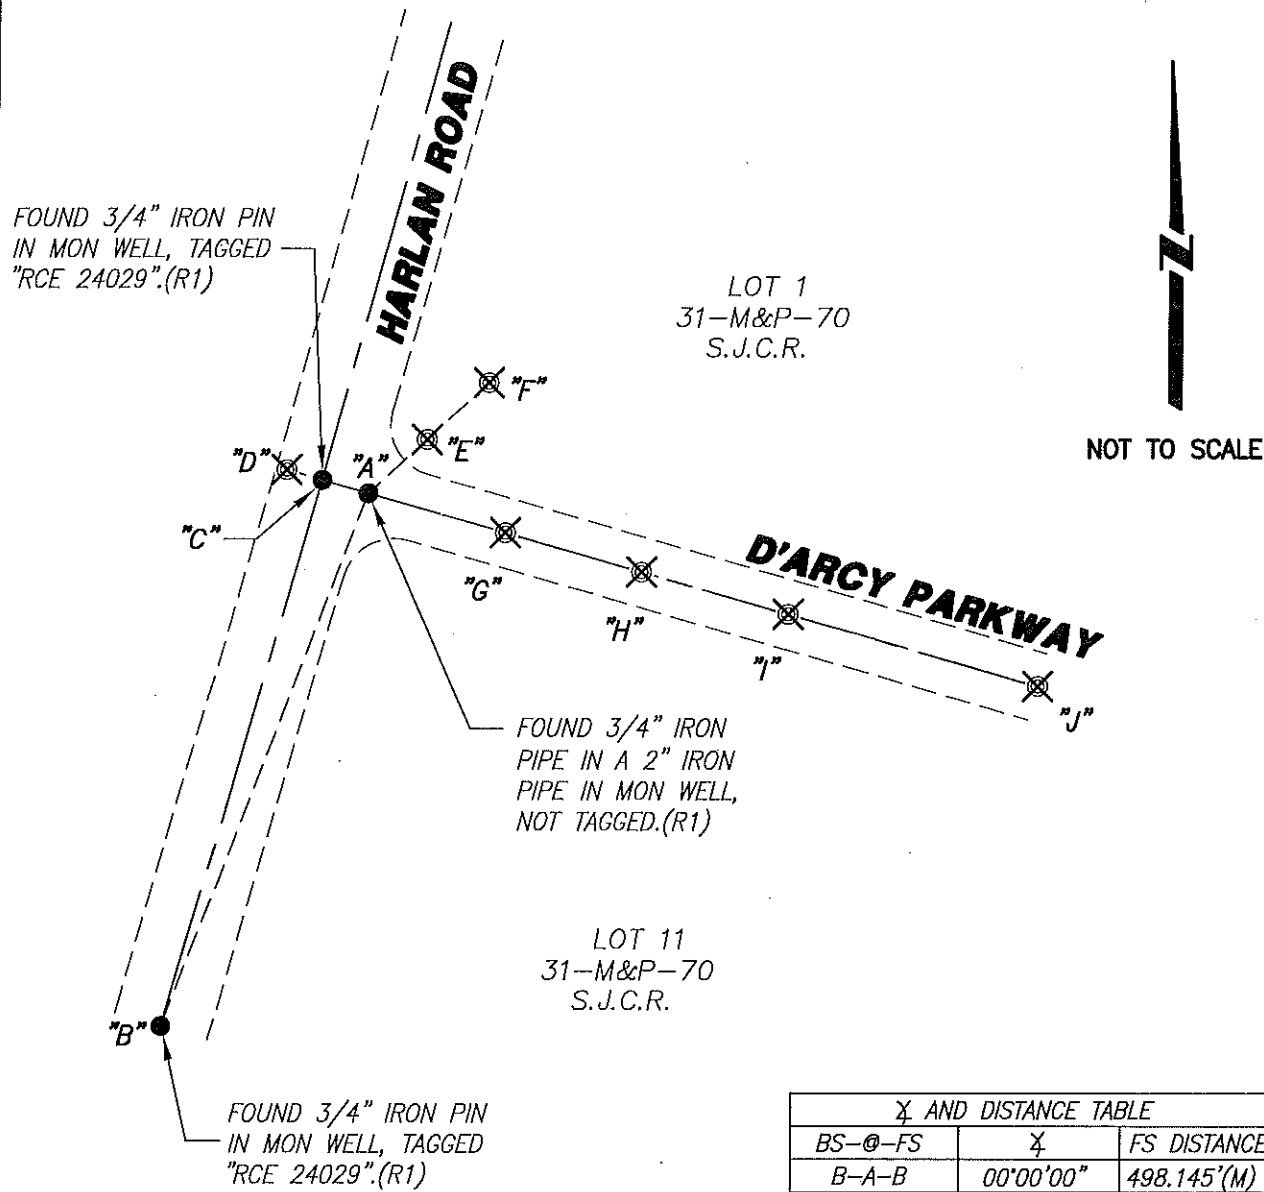 HARLAN ROAD
FOUND 3/4" IRON PIN
IN MON WELL, TAGGED
"RCE 24029".(R1)
LOT 1
31-M&P-70
S.J.C.R.
N
NOT TO SCALE
"F"
"E"
"D"
"A"
"C"
D'ARCY PARKWAY
"G"
"H"
"I"
"J"
FOUND 3/4" IRON
PIPE IN A 2" IRON
PIPE IN MON WELL,
NOT TAGGED.(R1)
LOT 11
31-M&P-70
S.J.C.R.
"B"
FOUND 3/4" IRON PIN
IN MON WELL, TAGGED
"RCE 24029".(R1)
∡ AND DISTANCE TABLE
BS-@-FS ∡ FS DISTANCE
B-A-B 00°00'00" 498.145'(M)